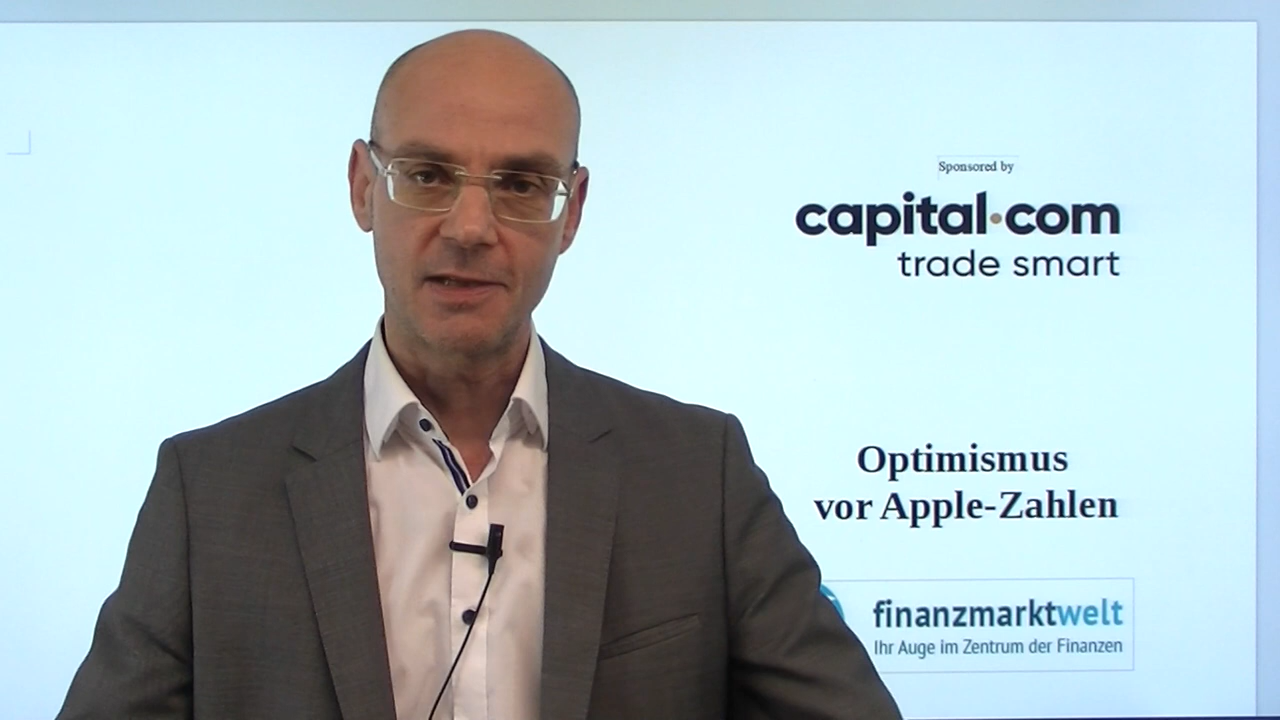 Sponsored by
capital.com
trade smart
Optimismus
vor Apple-Zahlen
finanzmarktwelt
Ihr Auge im Zentrum der Finanzen